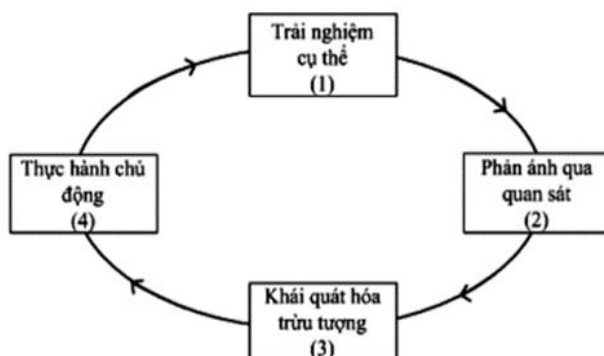 Trải nghiệm
cụ thể
(1)
Phản ánh qua
quan sát
(2)
Khái quát hóa
trừu tượng
(3)
Thực hành chủ
động
(4)